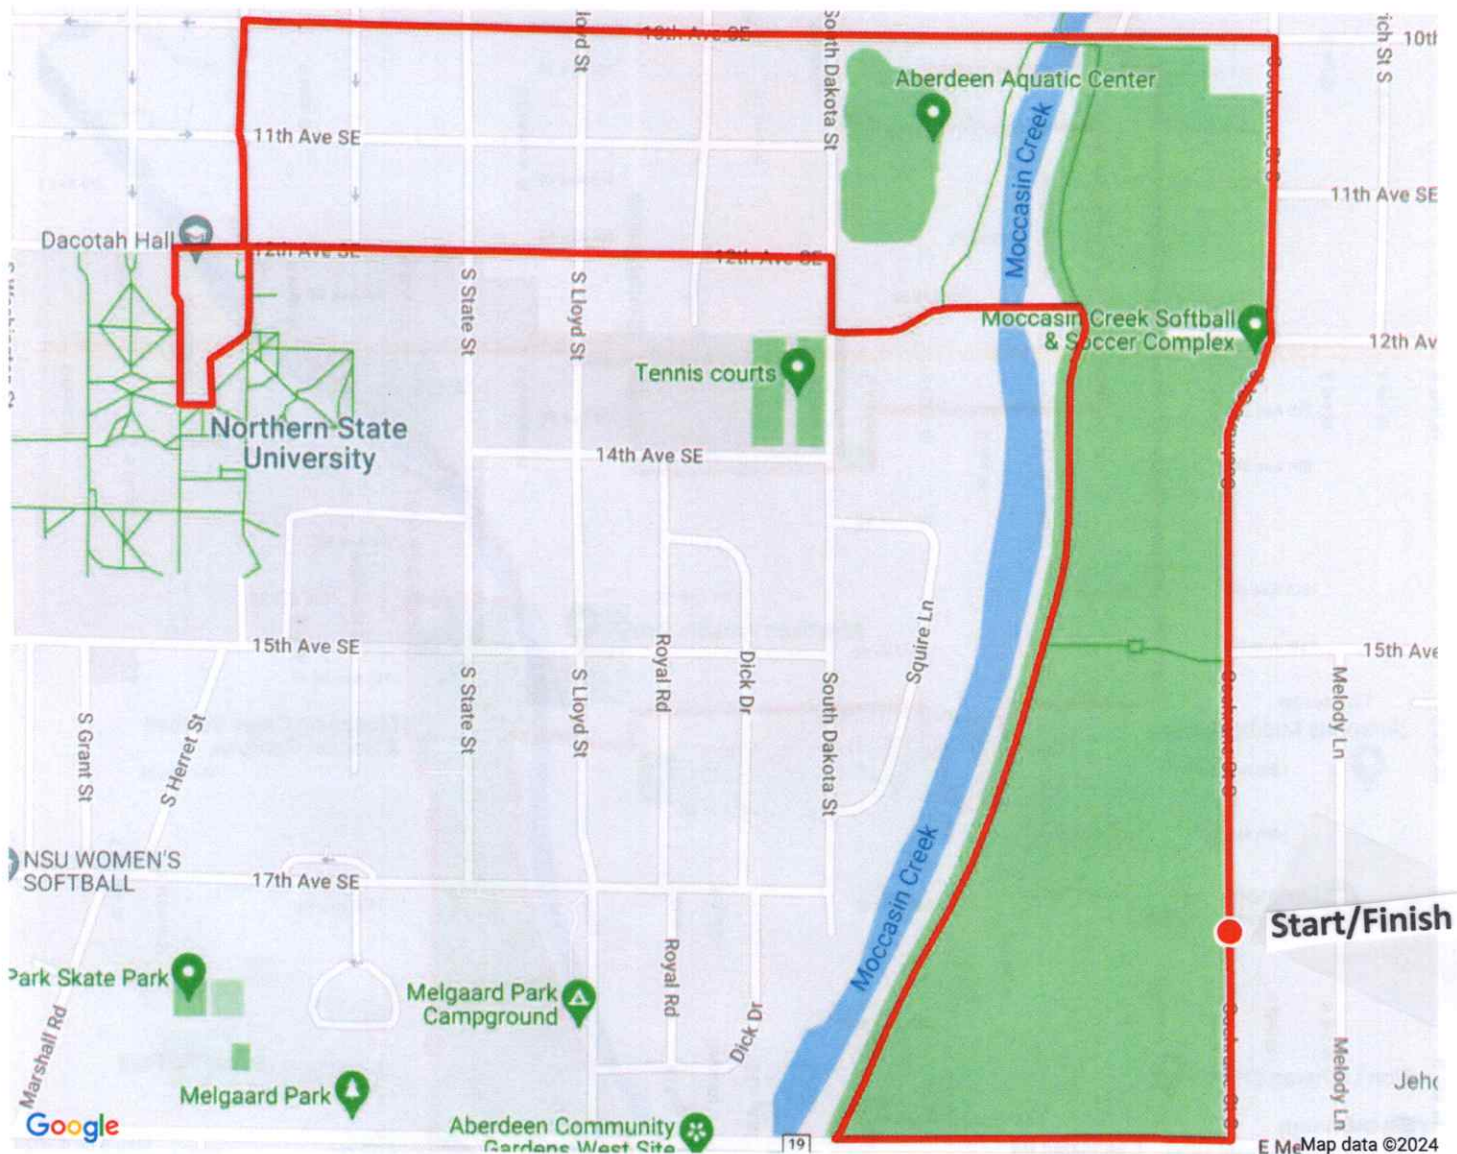 10th Ave SE
10th
South Dakota St
Aberdeen Aquatic Center
Moccasin Creek
11th Ave SE
11th Ave SE
Dacotah Hall
12th Ave SE
12th Ave SE
S State St
S Lloyd St
Moccasin Creek Softball
& Soccer Complex
12th Av
Tennis courts
Northern State
University
14th Ave SE
Squire Ln
15th Ave SE
15th Ave
Royal Rd
Dick Dr
S State St
S Lloyd St
South Dakota St
Melody Ln
S Grant St
S Herret St
NSU WOMEN'S
SOFTBALL
17th Ave SE
Moccasin Creek
Start/Finish
Park Skate Park
Melgaard Park
Campground
Royal Rd
Dick Dr
Marshall Rd
Melgaard Park
Melody Ln
Google
Aberdeen Community
Gardens West Site
19
E Me
Map data ©2024